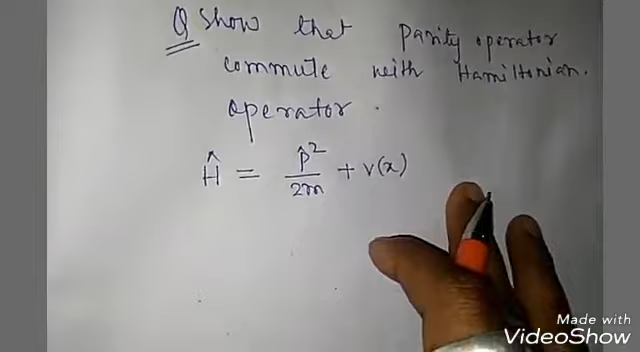 Q Show that parity operator
commute with Hamiltonian.
operator.
Ĥ = P̂²/2m + v(x)
Made with
VideoShow